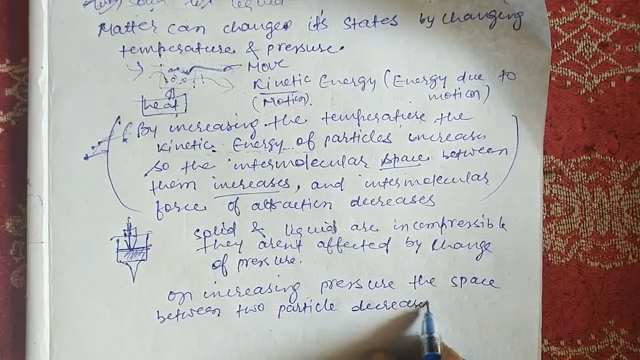 Matter can change it's states by changing
temperature & pressure.
Move
Kinetic Energy (Energy due to
(Motion). motion)
heat
By increasing the temperature the
kinetic Energy of particles increases
so the intermolecular space between
them increases, and intermolecular
force of attraction decreases
solid & liquid are incompressible
they aren't affected by change
of pressure.
on increasing pressure the space
between two particle decreas